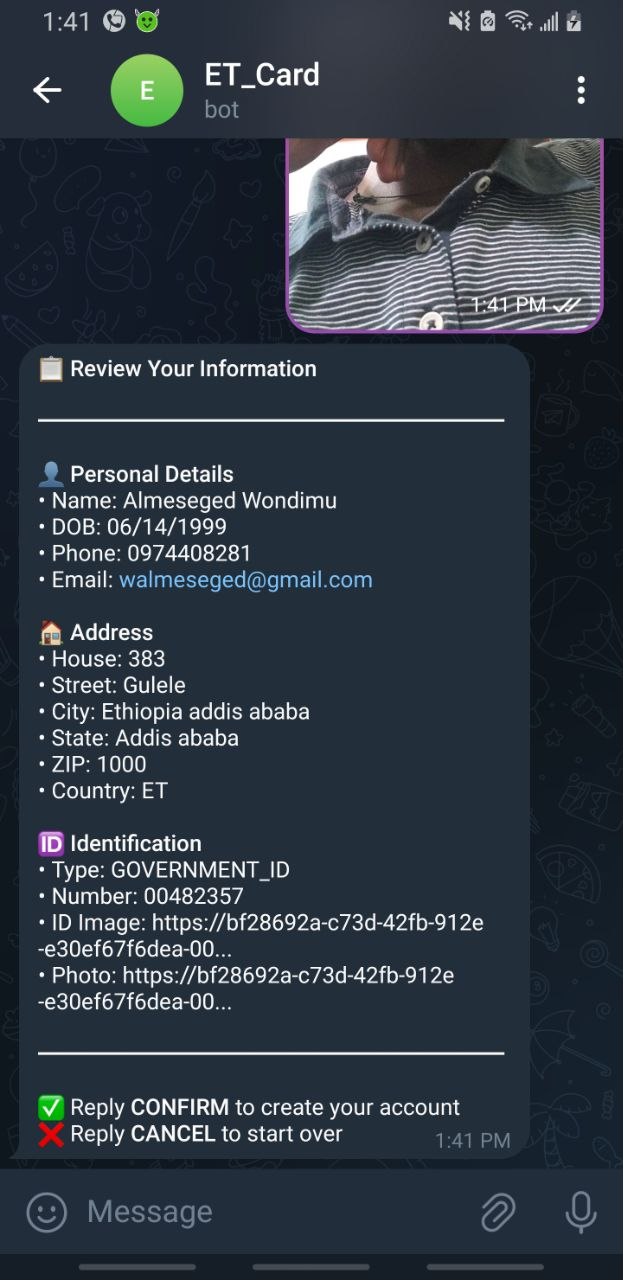 1:41
E
ET_Card
bot
1:41 PM
📋 Review Your Information
👤 Personal Details
• Name: Almeseged Wondimu
• DOB: 06/14/1999
• Phone: 0974408281
• Email: walmeseged@gmail.com
🏠 Address
• House: 383
• Street: Gulele
• City: Ethiopia addis ababa
• State: Addis ababa
• ZIP: 1000
• Country: ET
🆔 Identification
• Type: GOVERNMENT_ID
• Number: 00482357
• ID Image: https://bf28692a-c73d-42fb-912e
-e30ef67f6dea-00...
• Photo: https://bf28692a-c73d-42fb-912e
-e30ef67f6dea-00...
✅ Reply CONFIRM to create your account
❌ Reply CANCEL to start over
1:41 PM
Message